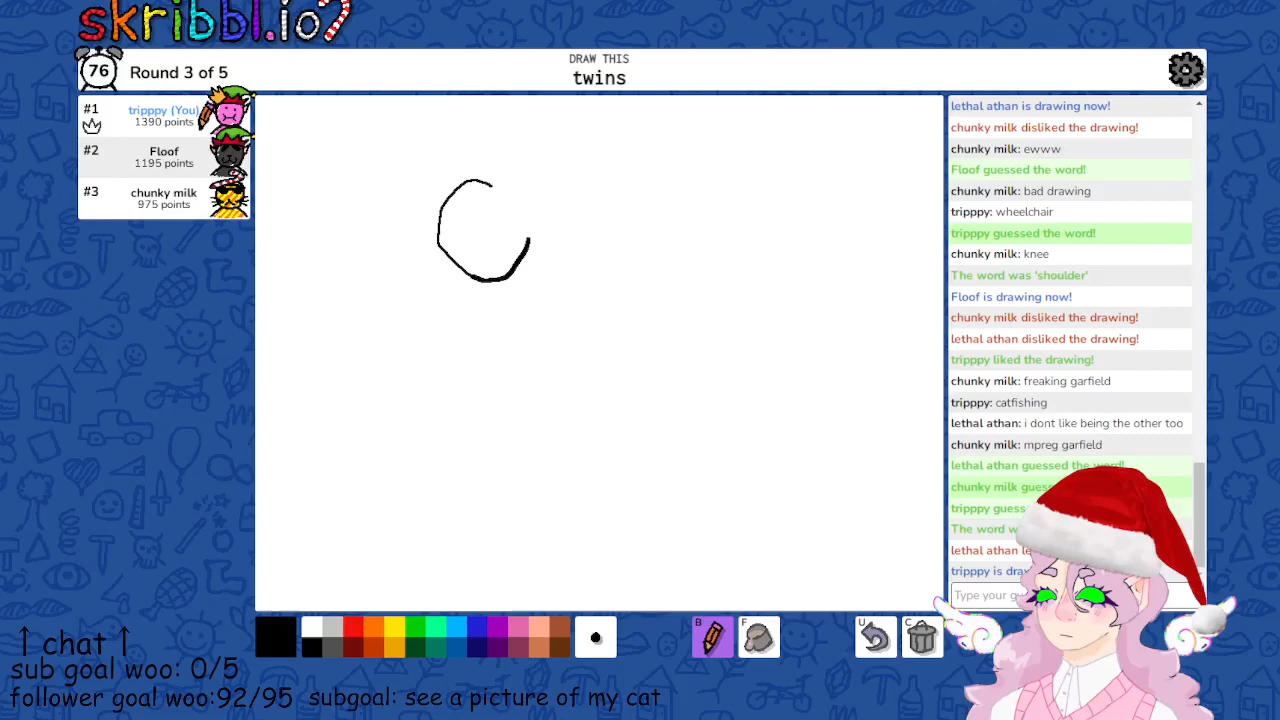 skribbl.io
76
Round 3 of 5
DRAW THIS
twins
#1
tripppy (You)
1390 points
#2
Floof
1195 points
#3
chunky milk
975 points
lethal athan is drawing now!
chunky milk disliked the drawing!
chunky milk: ewww
Floof guessed the word!
chunky milk: bad drawing
tripppy: wheelchair
tripppy guessed the word!
chunky milk: knee
The word was 'shoulder'
Floof is drawing now!
chunky milk disliked the drawing!
lethal athan disliked the drawing!
tripppy liked the drawing!
chunky milk: freaking garfield
tripppy: catfishing
lethal athan: i dont like being the other too
chunky milk: mpreg garfield
lethal athan guessed the word!
chunky milk
tripppy
The word
lethal athan
tripppy is
Type your
B
F
U
C
↑ chat ↑
sub goal woo: 0/5
follower goal woo:92/95 subgoal: see a picture of my cat